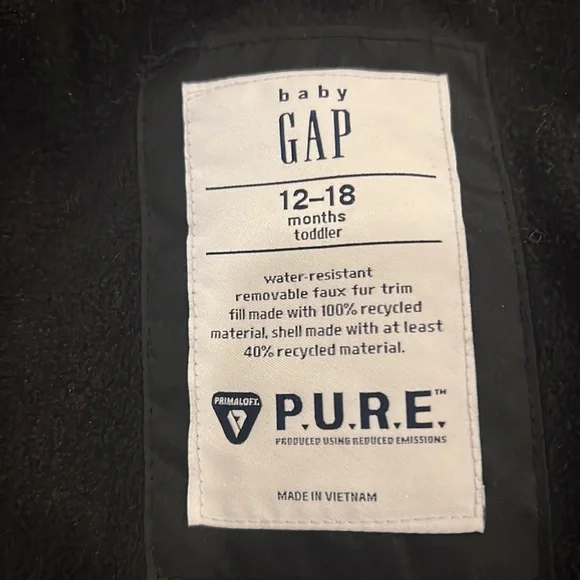 baby
GAP
12–18
months
toddler
water-resistant
removable faux fur trim
fill made with 100% recycled
material, shell made with at least
40% recycled material.
PRIMALOFT.
P.U.R.E.™
PRODUCED USING REDUCED EMISSIONS
MADE IN VIETNAM